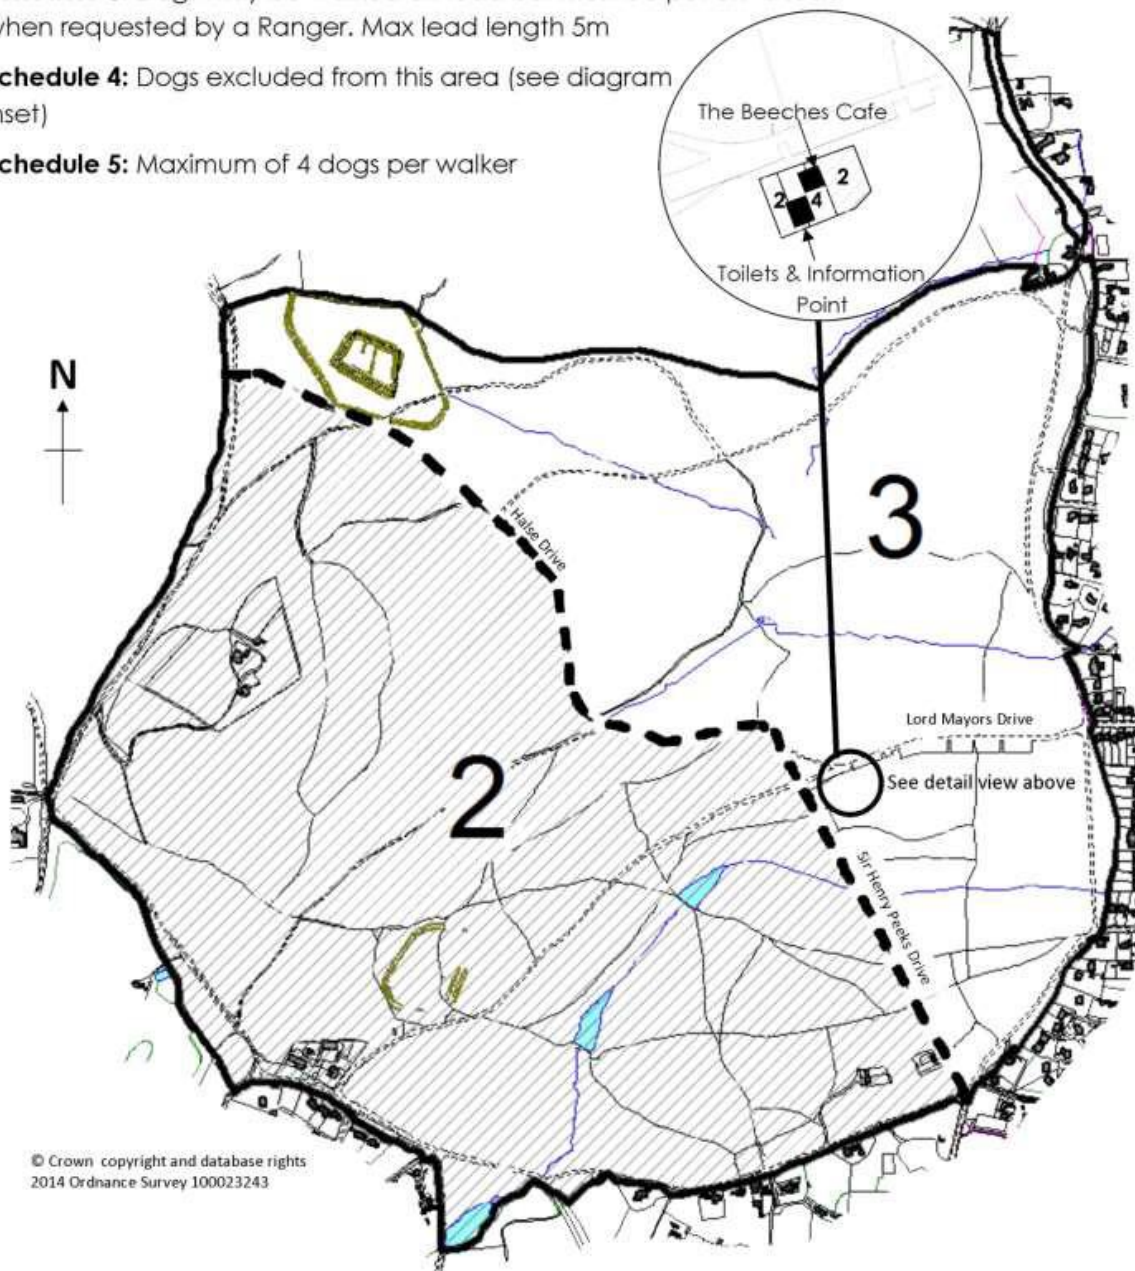 when requested by a Ranger. Max lead length 5m
chedule 4: Dogs excluded from this area (see diagram
nset)
chedule 5: Maximum of 4 dogs per walker
The Beeches Cafe
2
2 4
Toilets & Information
Point
N
3
Halse Drive
Lord Mayors Drive
See detail view above
2
Sir Henry Peeks Drive
© Crown copyright and database rights
2014 Ordnance Survey 100023243